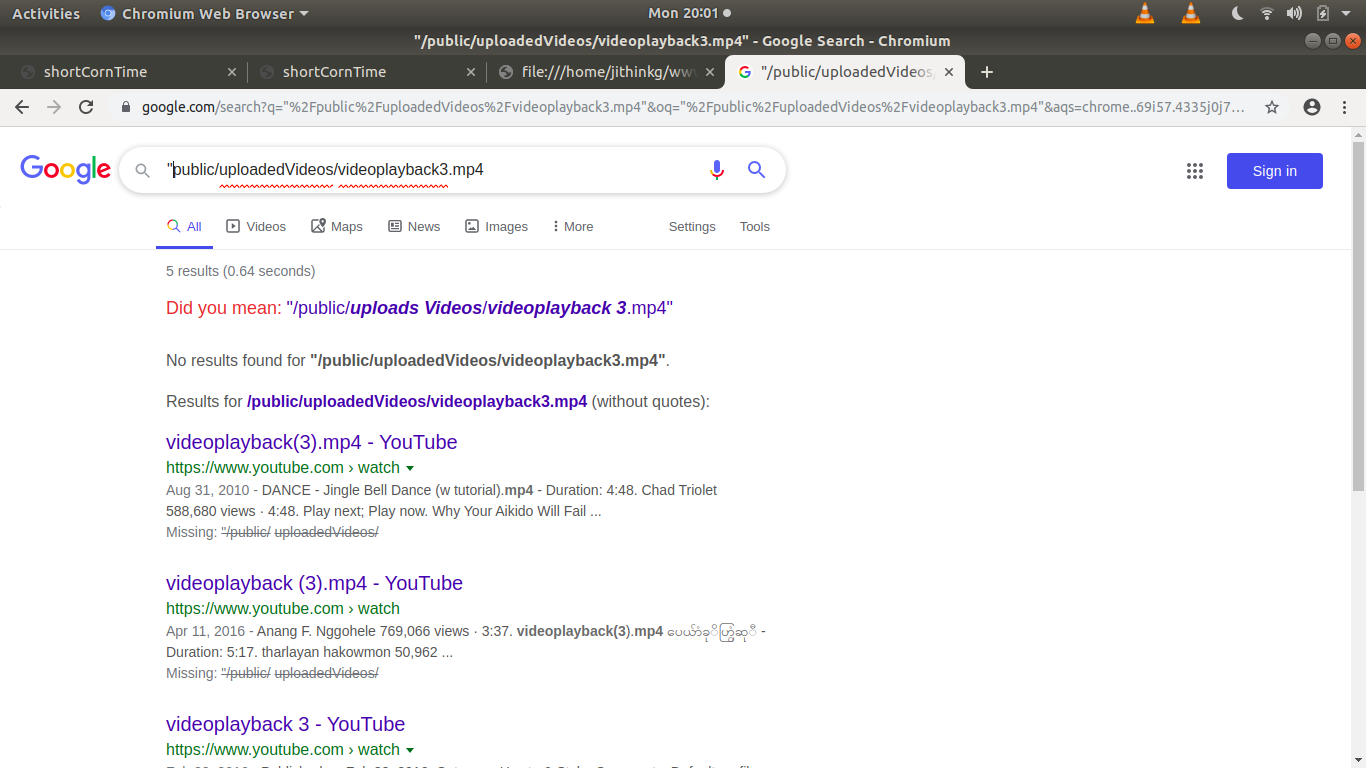 Activities Chromium Web Browser Mon 20:01
"/public/uploadedVideos/videoplayback3.mp4" - Google Search - Chromium
shortCornTime shortCornTime file:///home/jithinkg/www "/public/uploadedVideos/
google.com/search?q="%2Fpublic%2FuploadedVideos%2Fvideoplayback3.mp4"&oq="%2Fpublic%2FuploadedVideos%2Fvideoplayback3.mp4"&aqs=chrome..69i57.4335j0j7...
Google "public/uploadedVideos/videoplayback3.mp4 Sign in
All Videos Maps News Images More Settings Tools
5 results (0.64 seconds)
Did you mean: "/public/uploads Videos/videoplayback 3.mp4"
No results found for "/public/uploadedVideos/videoplayback3.mp4".
Results for /public/uploadedVideos/videoplayback3.mp4 (without quotes):
videoplayback(3).mp4 - YouTube
https://www.youtube.com › watch
Aug 31, 2010 - DANCE - Jingle Bell Dance (w tutorial).mp4 - Duration: 4:48. Chad Triolet
588,680 views · 4:48. Play next; Play now. Why Your Aikido Will Fail ...
Missing: "/public/ uploadedVideos/
videoplayback (3).mp4 - YouTube
https://www.youtube.com › watch
Apr 11, 2016 - Anang F. Nggohele 769,066 views · 3:37. videoplayback(3).mp4 -
Duration: 5:17. tharlayan hakowmon 50,962 ...
Missing: "/public/ uploadedVideos/
videoplayback 3 - YouTube
https://www.youtube.com › watch